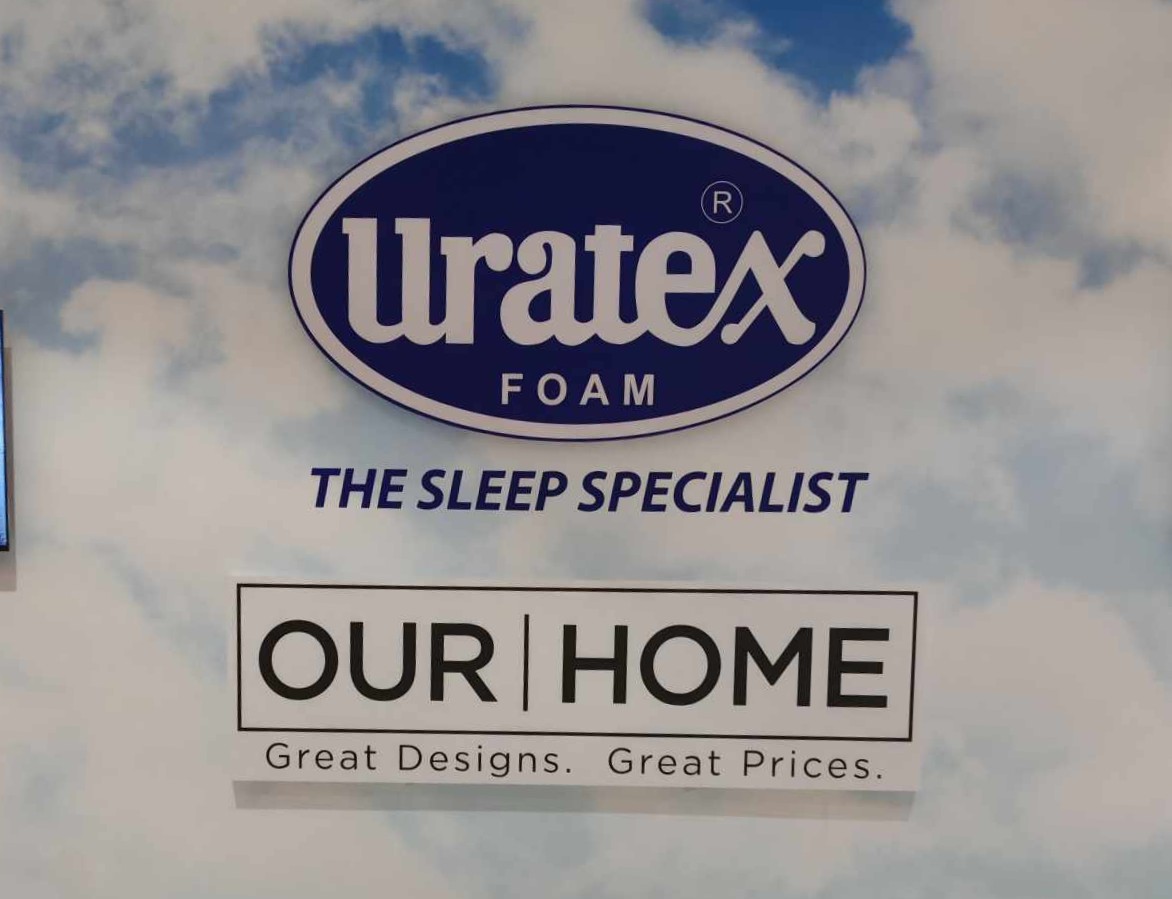 uratex®
FOAM
THE SLEEP SPECIALIST
OUR | HOME
Great Designs. Great Prices.